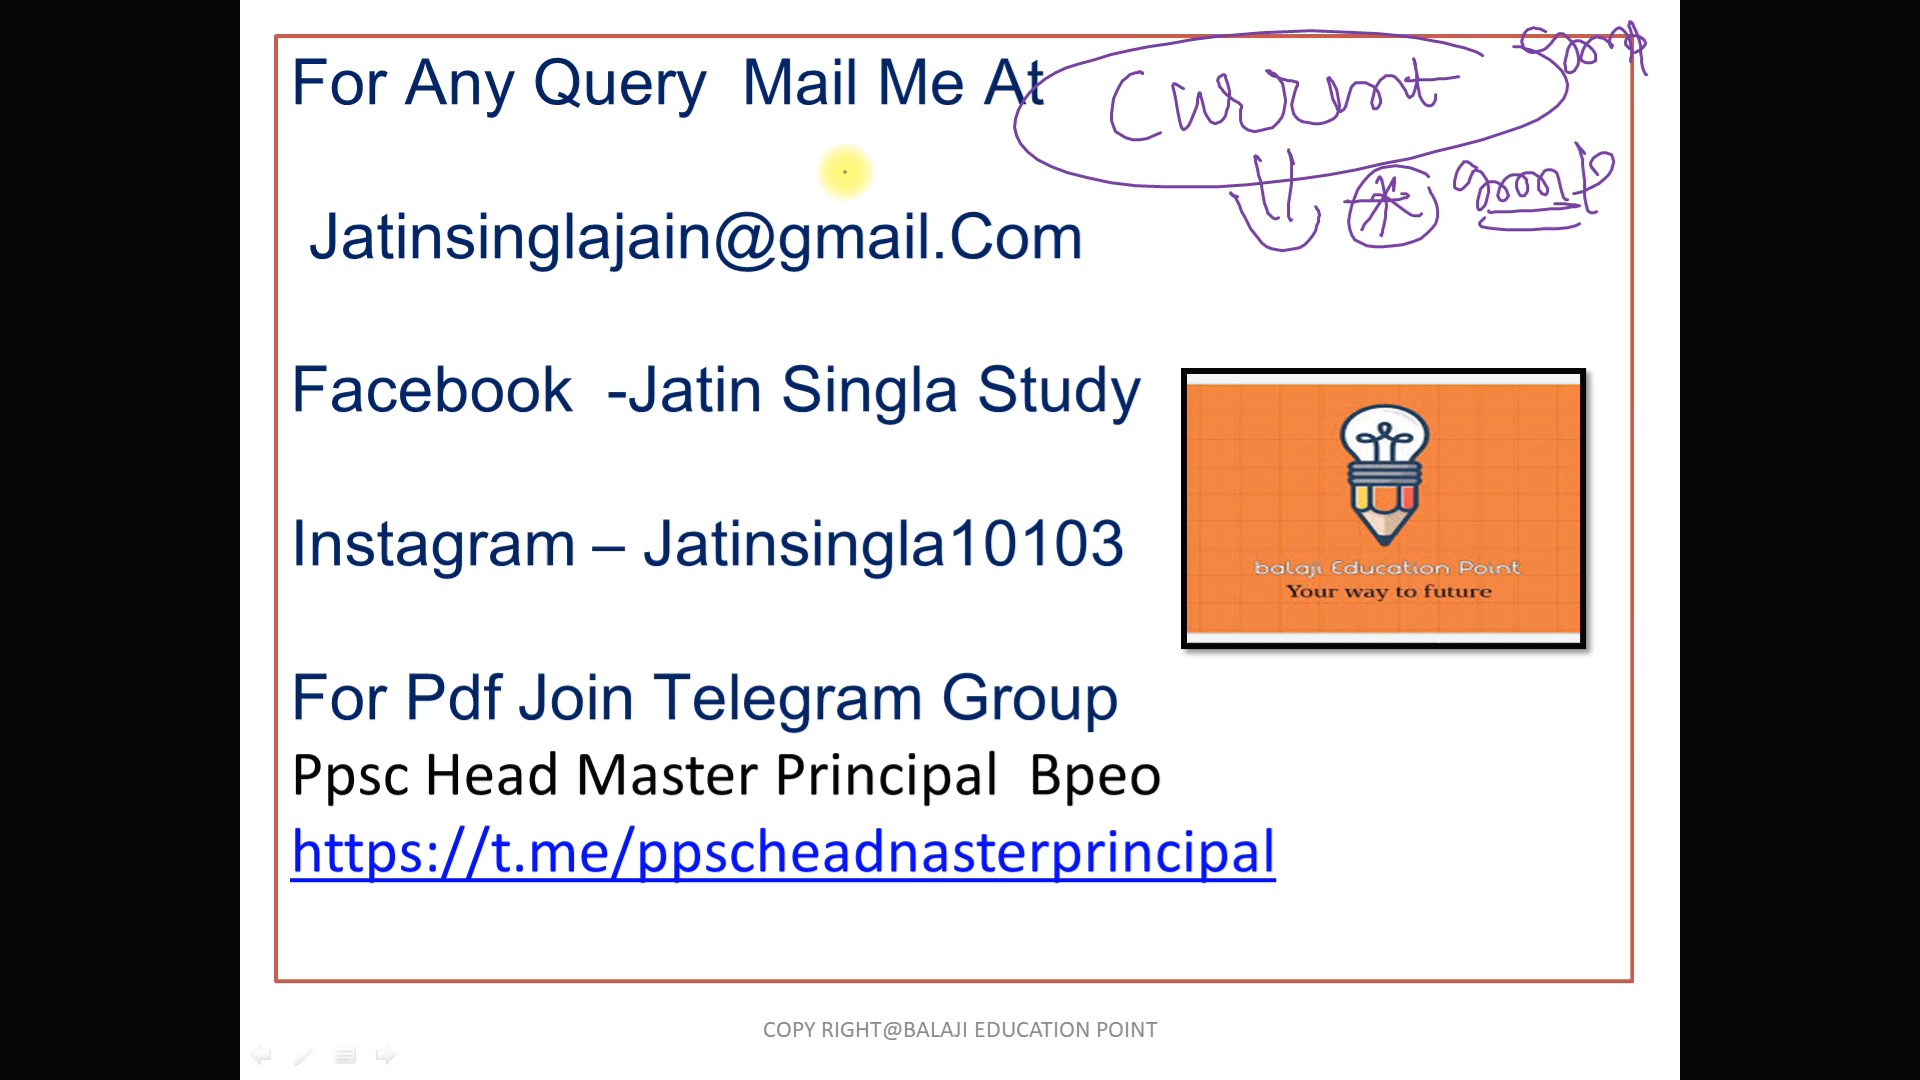 For Any Query Mail Me At
Current
group
group
Jatinsinglajain@gmail.Com
Facebook -Jatin Singla Study
balaji Education Point
Your way to future
Instagram – Jatinsingla10103
For Pdf Join Telegram Group
Ppsc Head Master Principal Bpeo
https://t.me/ppscheadnasterprincipal
COPY RIGHT@BALAJI EDUCATION POINT